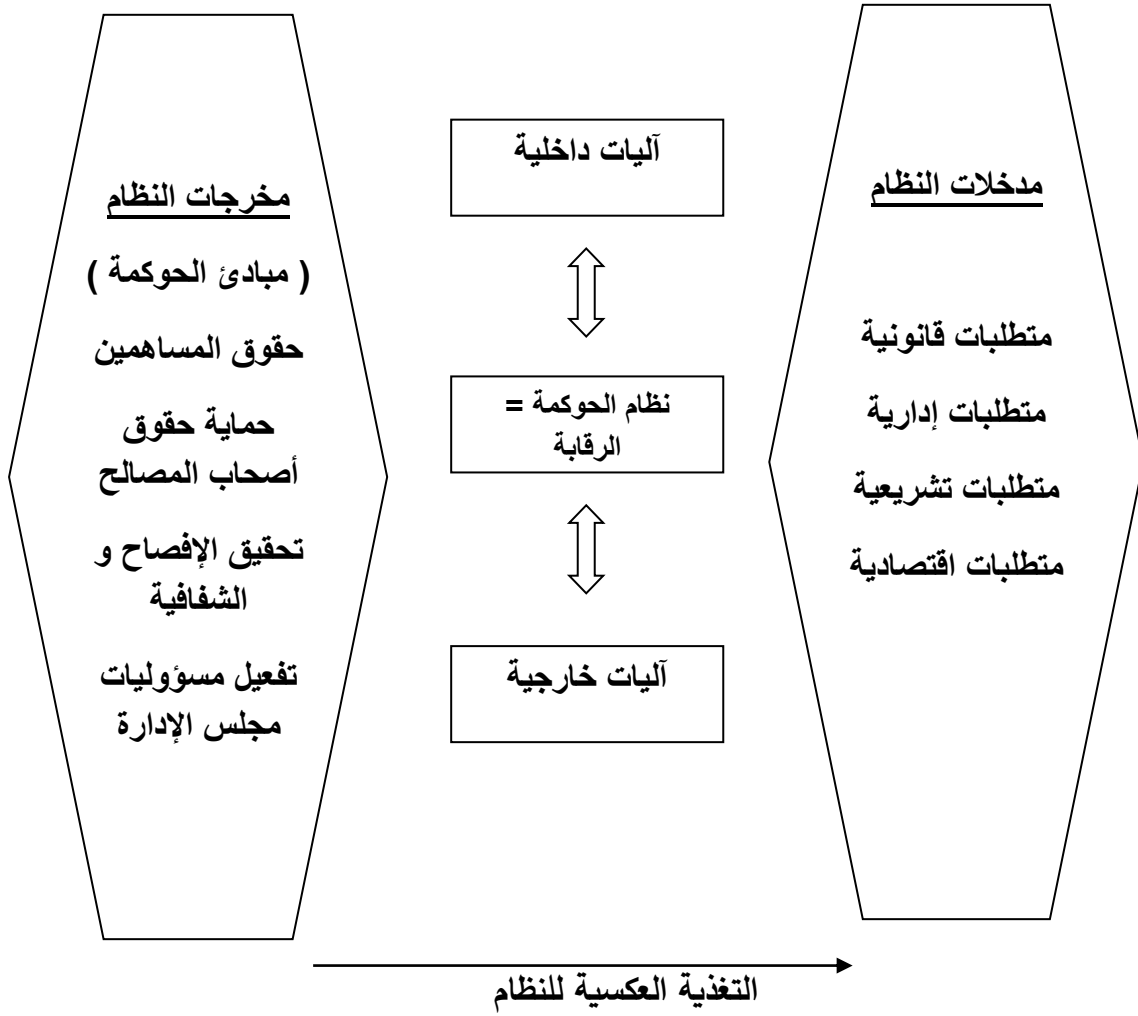 مدخلات النظام
متطلبات قانونية
متطلبات إدارية
متطلبات تشريعية
متطلبات اقتصادية
آليات داخلية
نظام الحوكمة =
الرقابة
آليات خارجية
مخرجات النظام
( مبادئ الحوكمة )
حقوق المساهمين
حماية حقوق
أصحاب المصالح
تحقيق الإفصاح و
الشفافية
تفعيل مسؤوليات
مجلس الإدارة
التغذية العكسية للنظام